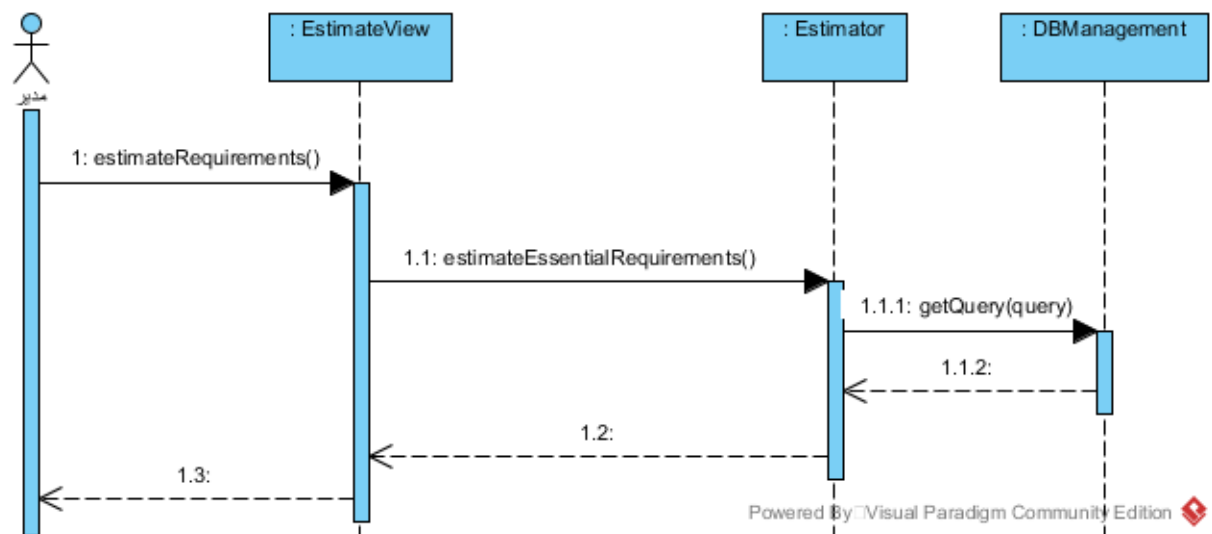 : EstimateView
: Estimator
: DBManagement
مدیر
1: estimateRequirements()
1.1: estimateEssentialRequirements()
1.1.1: getQuery(query)
1.1.2:
1.2:
1.3:
Powered By Visual Paradigm Community Edition